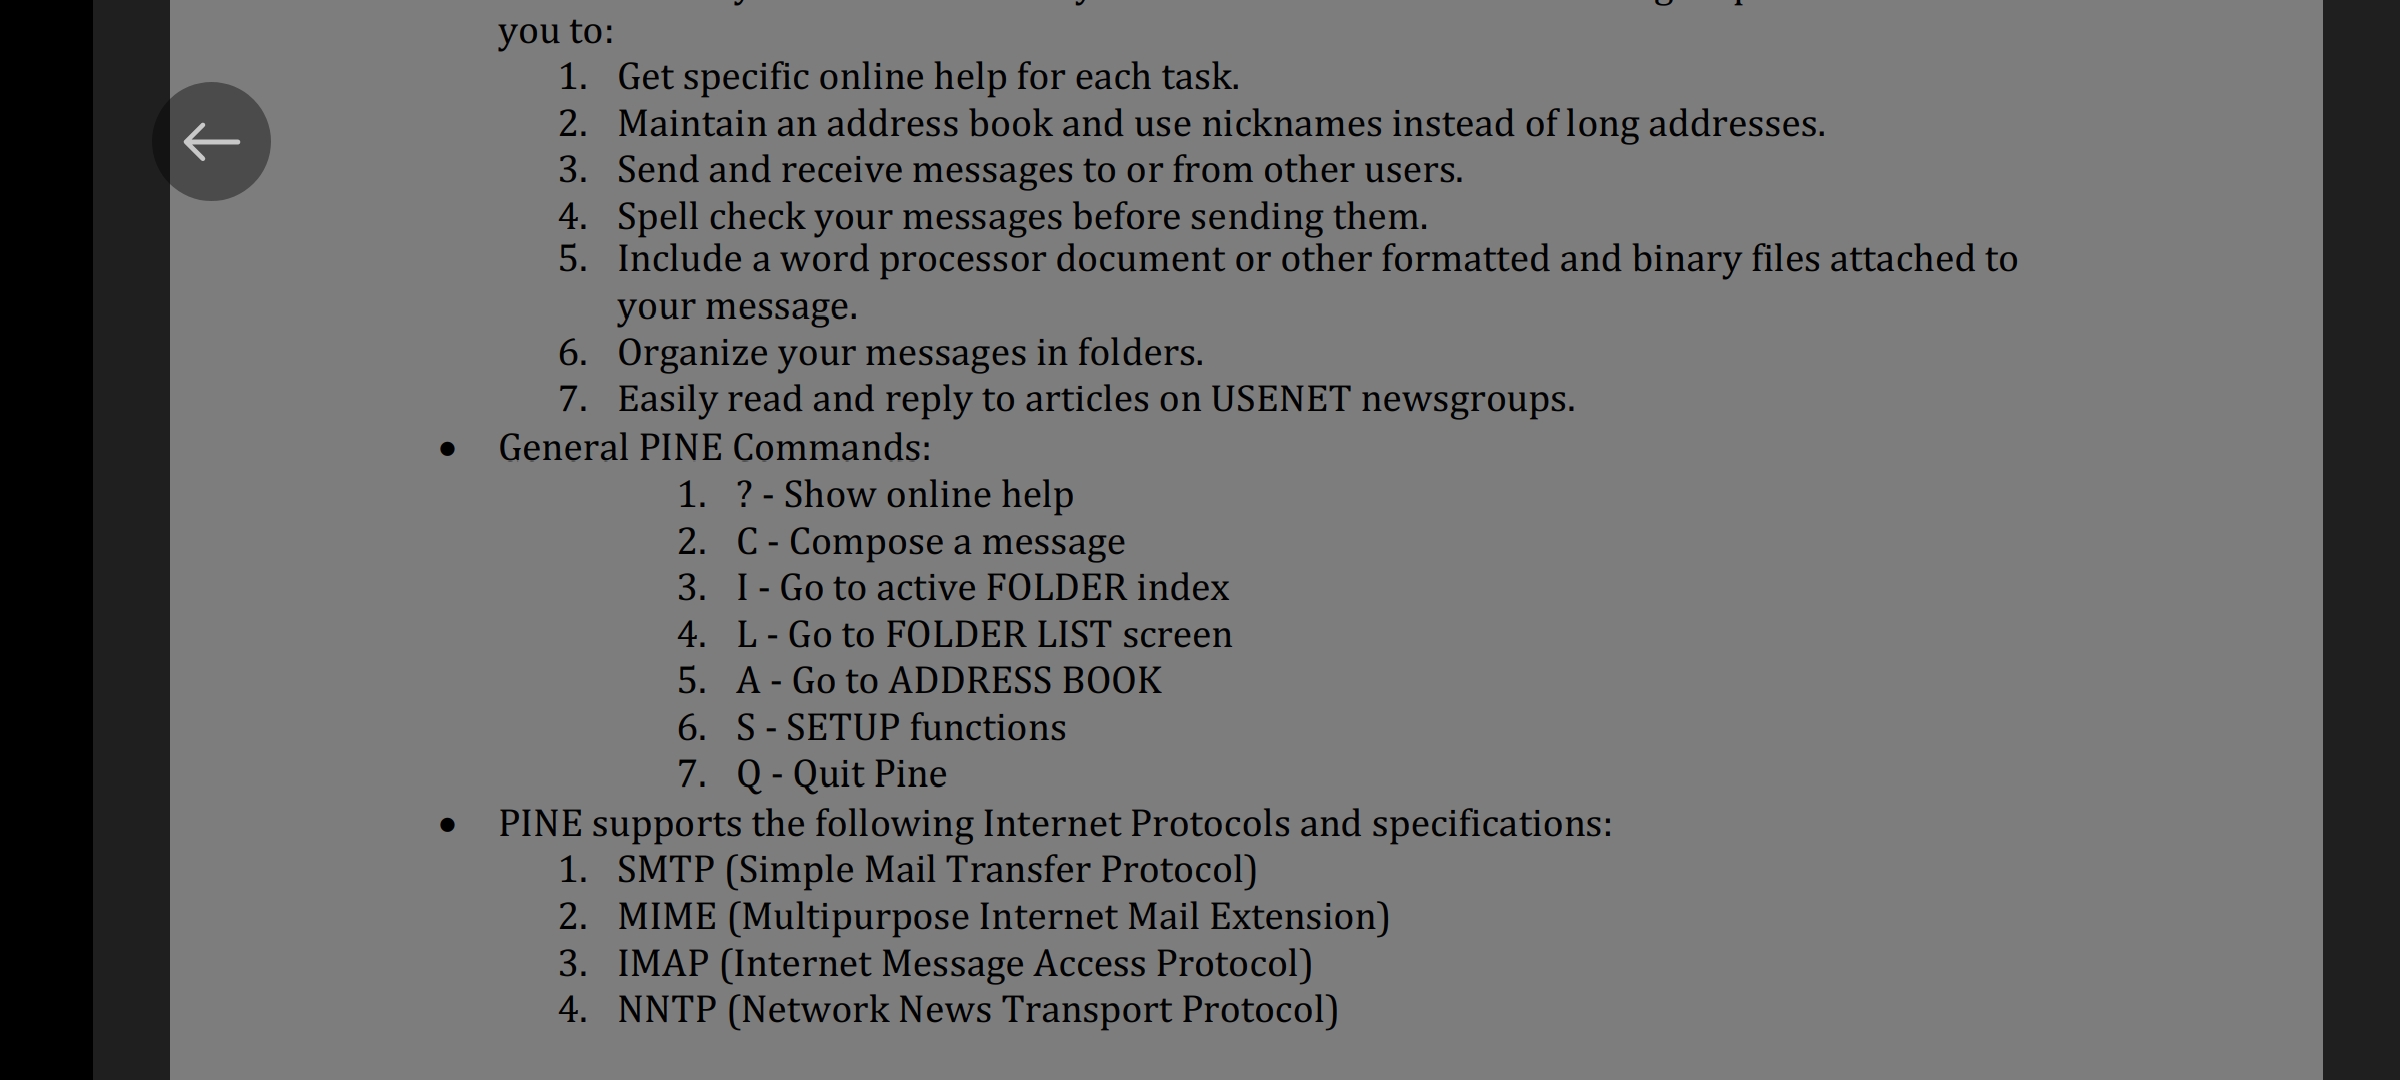 you to:
1. Get specific online help for each task.
2. Maintain an address book and use nicknames instead of long addresses.
3. Send and receive messages to or from other users.
4. Spell check your messages before sending them.
5. Include a word processor document or other formatted and binary files attached to
your message.
6. Organize your messages in folders.
7. Easily read and reply to articles on USENET newsgroups.
• General PINE Commands:
1. ? - Show online help
2. C - Compose a message
3. I - Go to active FOLDER index
4. L - Go to FOLDER LIST screen
5. A - Go to ADDRESS BOOK
6. S - SETUP functions
7. Q - Quit Pine
• PINE supports the following Internet Protocols and specifications:
1. SMTP (Simple Mail Transfer Protocol)
2. MIME (Multipurpose Internet Mail Extension)
3. IMAP (Internet Message Access Protocol)
4. NNTP (Network News Transport Protocol)